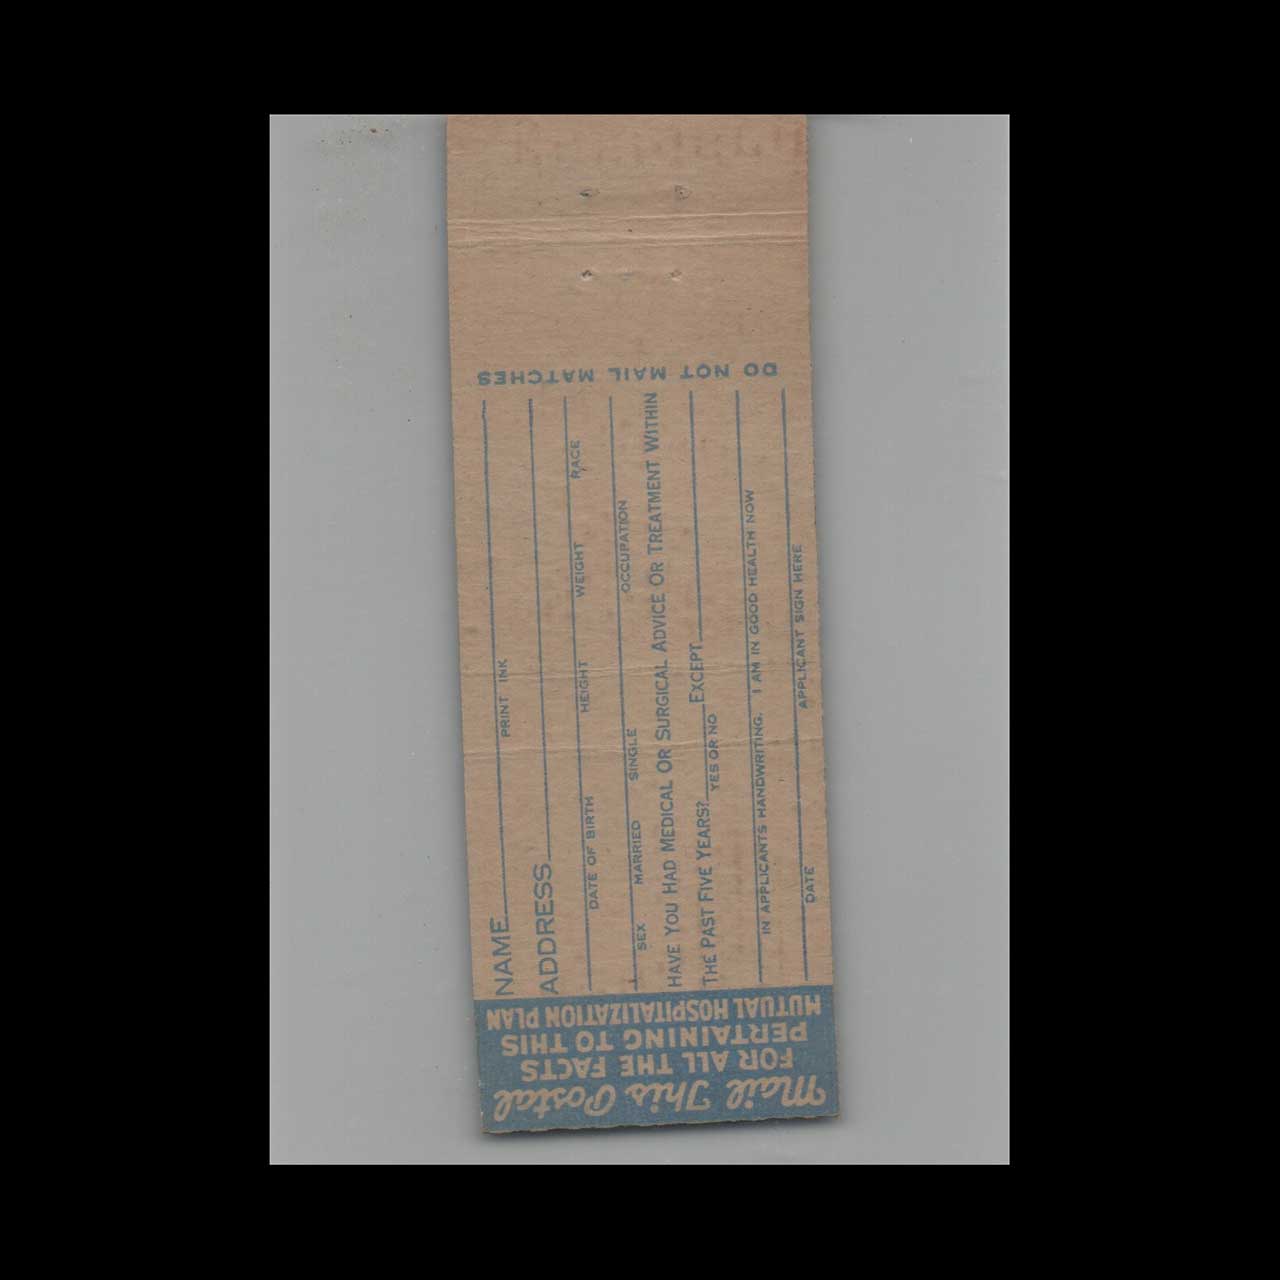 Mail This Postal
FOR ALL THE FACTS
PERTAINING TO THIS
MUTUAL HOSPITALIZATION PLAN
NAME
PRINT INK
ADDRESS
DATE OF BIRTH HEIGHT WEIGHT RACE
SEX MARRIED SINGLE OCCUPATION
HAVE YOU HAD MEDICAL OR SURGICAL ADVICE OR TREATMENT WITHIN
THE PAST FIVE YEARS? EXCEPT
YES OR NO
IN APPLICANTS HANDWRITING. I AM IN GOOD HEALTH NOW
DATE APPLICANT SIGN HERE
DO NOT MAIL MATCHES